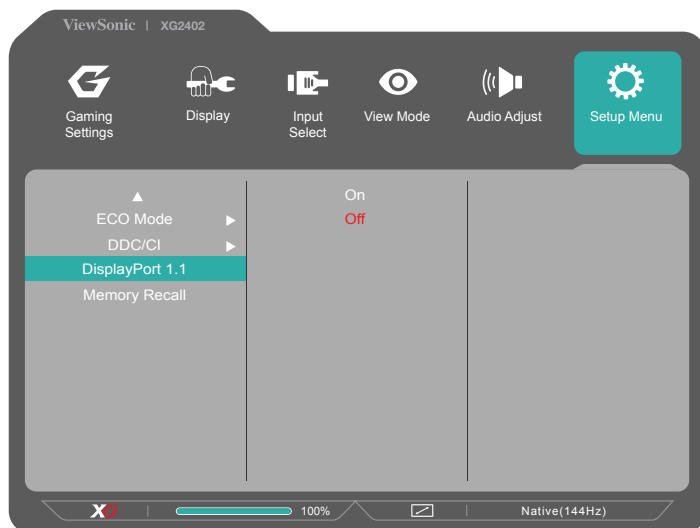 ViewSonic | XG2402
Gaming
Settings
Display
Input
Select
View Mode
Audio Adjust
Setup Menu
▲
ECO Mode ▶
DDC/CI ▶
DisplayPort 1.1
Memory Recall
On
Off
XG | 100% | Native(144Hz)